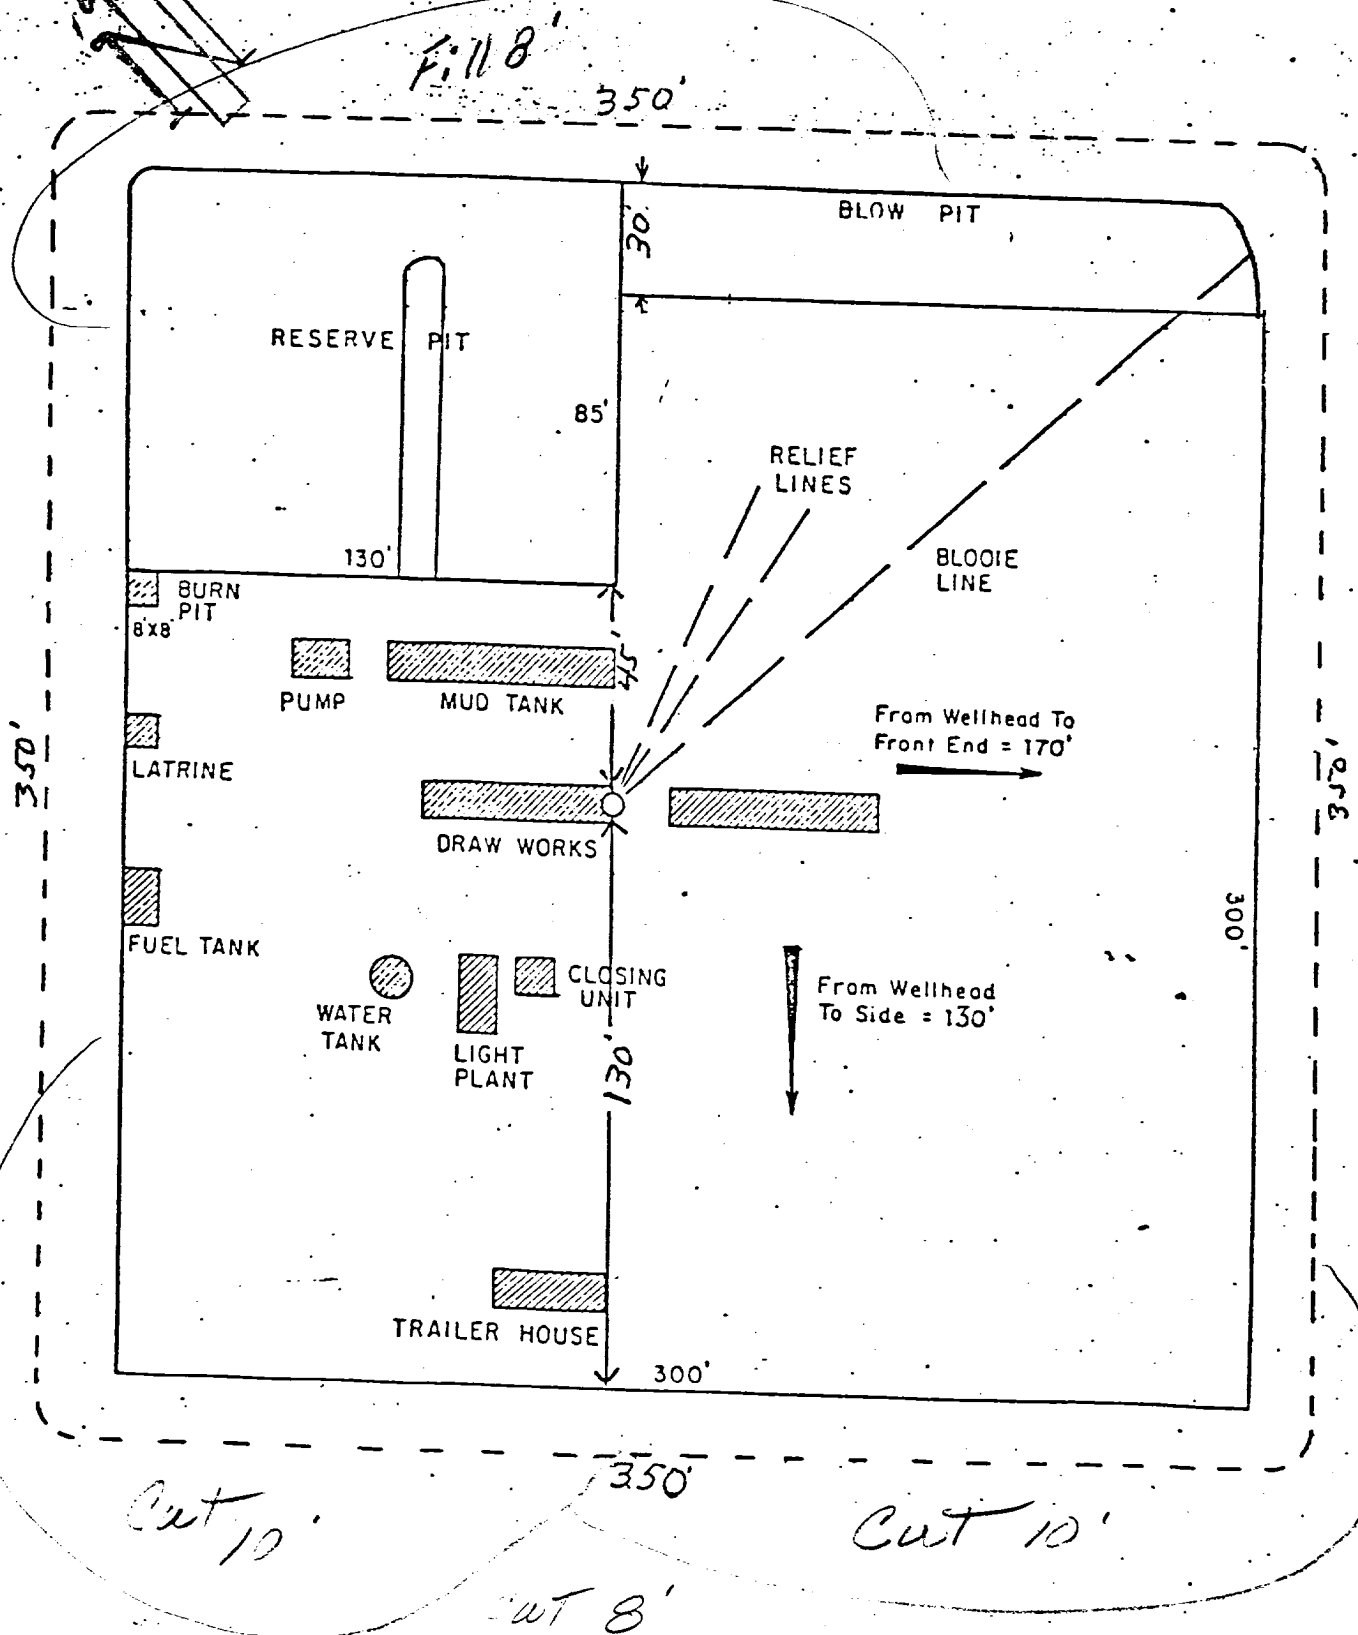 Fill 8'
350'
BLOW PIT
30'
RESERVE PIT
85'
RELIEF
LINES
130'
BLOOIE
LINE
BURN
PIT
8'X8'
45'
PUMP
MUD TANK
From Wellhead To
Front End = 170'
LATRINE
350'
350'
DRAW WORKS
300'
FUEL TANK
CLOSING
UNIT
From Wellhead
To Side = 130'
WATER
TANK
LIGHT
PLANT
130'
TRAILER HOUSE
300'
350'
Cut 10'
Cut 10'
Cut 8'